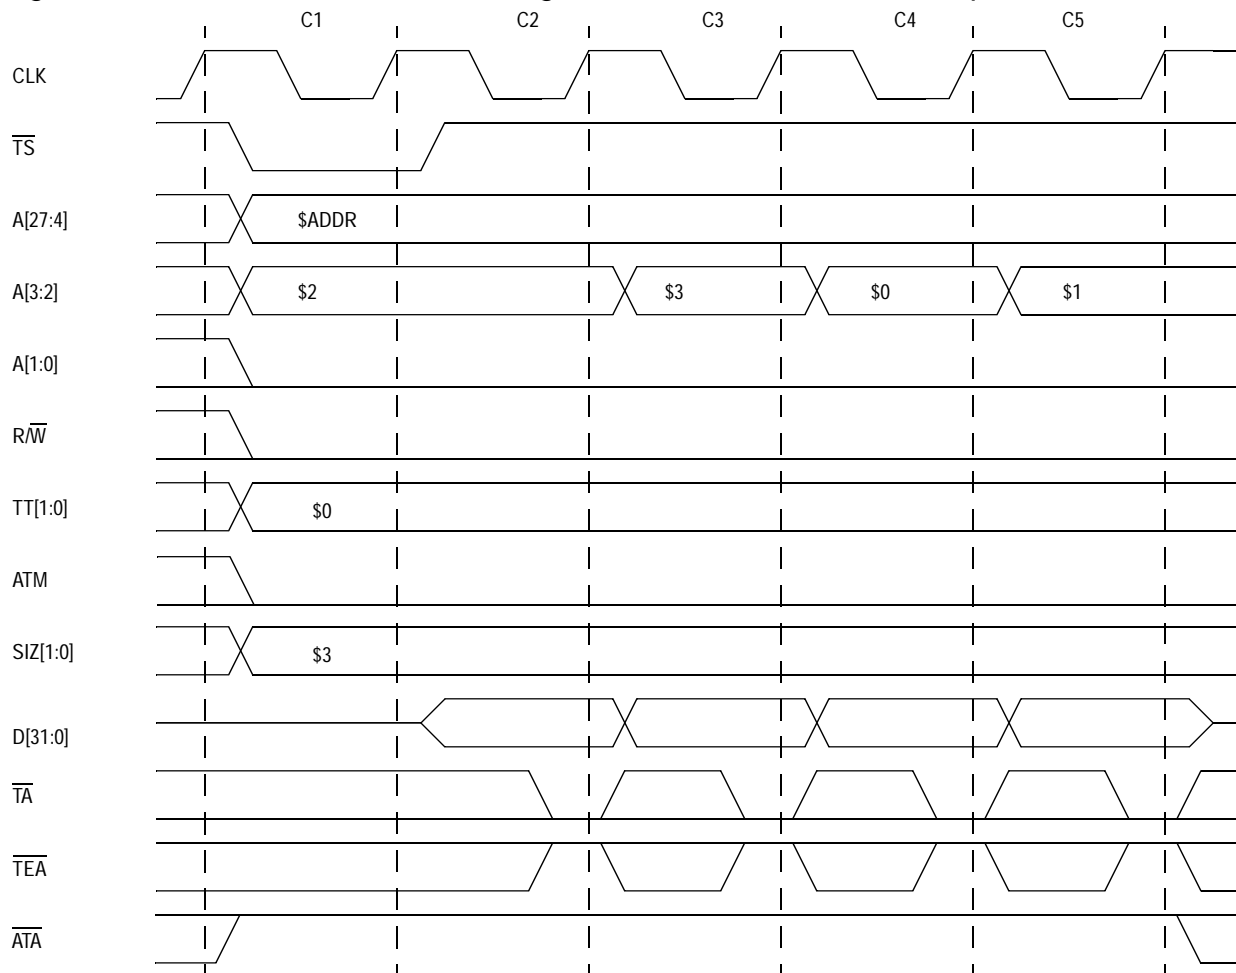 C1 C2 C3 C4 C5
CLK
TS
A[27:4] $ADDR
A[3:2] $2 $3 $0 $1
A[1:0]
R/W
TT[1:0] $0
ATM
SIZ[1:0] $3
D[31:0]
TA
TEA
ATA